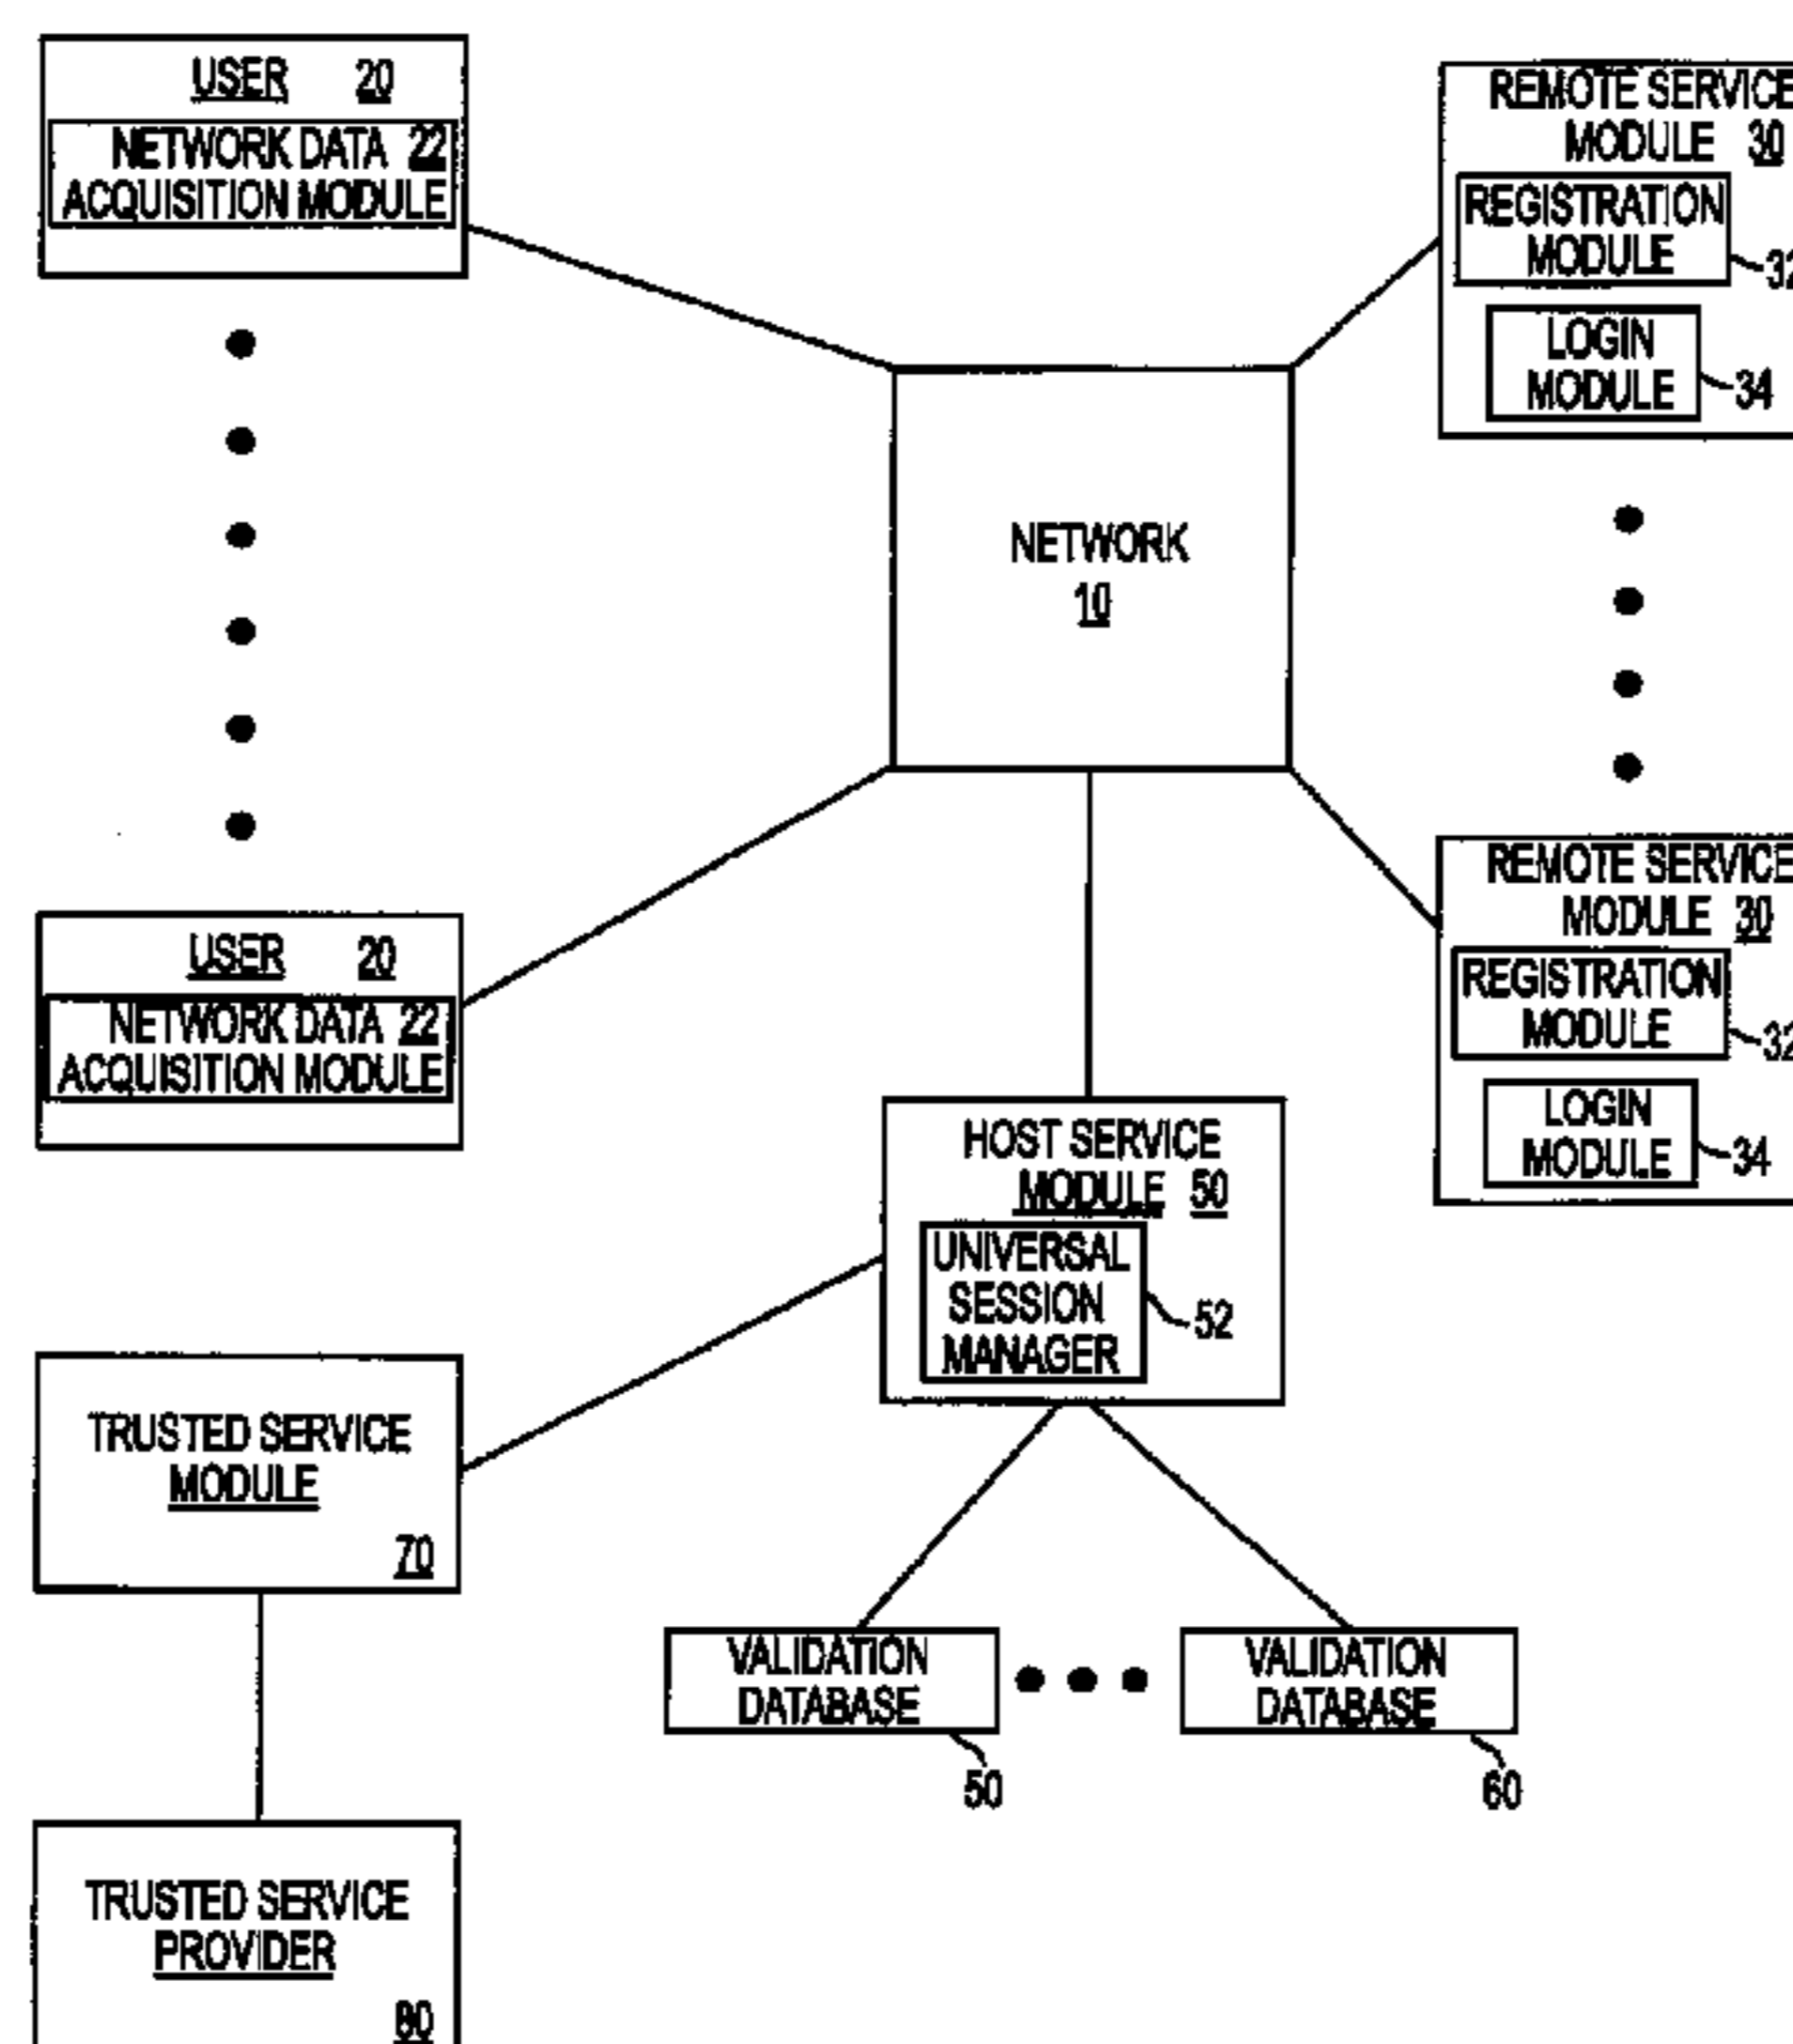 USER 20
NETWORK DATA 22
ACQUISITION MODULE
REMOTE SERVICE
MODULE 30
REGISTRATION
MODULE
32
LOGIN
MODULE
34
NETWORK
10
USER 20
NETWORK DATA 22
ACQUISITION MODULE
REMOTE SERVICE
MODULE 30
REGISTRATION
MODULE
32
LOGIN
MODULE
34
HOST SERVICE
MODULE 50
UNIVERSAL
SESSION
MANAGER
52
TRUSTED SERVICE
MODULE
70
VALIDATION
DATABASE
50
VALIDATION
DATABASE
60
TRUSTED SERVICE
PROVIDER
80